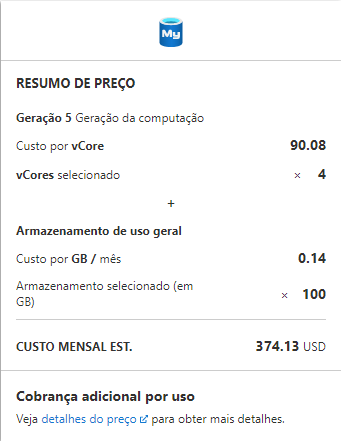 My
RESUMO DE PREÇO
Geração 5 Geração da computação
Custo por vCore 90.08
vCores selecionado × 4
+
Armazenamento de uso geral
Custo por GB / mês 0.14
Armazenamento selecionado (em
GB) × 100
CUSTO MENSAL EST. 374.13 USD
Cobrança adicional por uso
Veja detalhes do preço para obter mais detalhes.